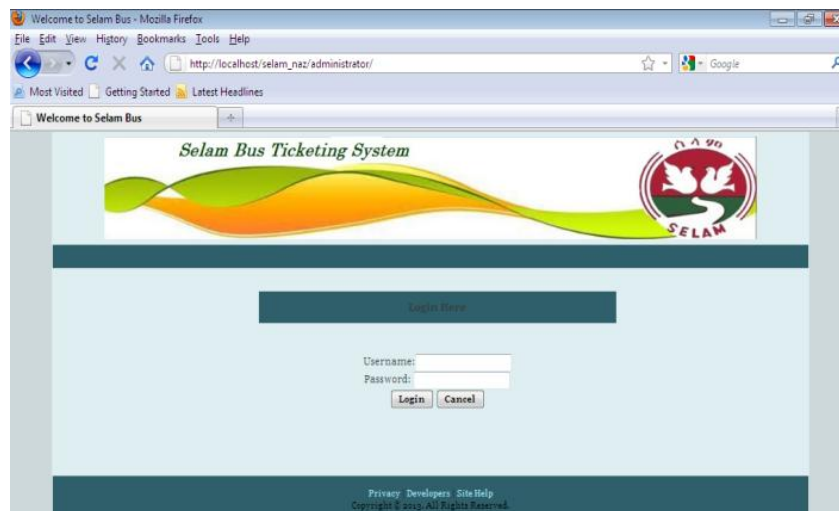 Welcome to Selam Bus - Mozilla Firefox
File Edit View History Bookmarks Tools Help
http://localhost/selam_naz/administrator/
Google
Most Visited Getting Started Latest Headlines
Welcome to Selam Bus
Selam Bus Ticketing System
ሰላም
SELAM
Login Here
Username:
Password:
Login Cancel
Privacy Developers Site Help
Copyright © 2013. All Rights Reserved.